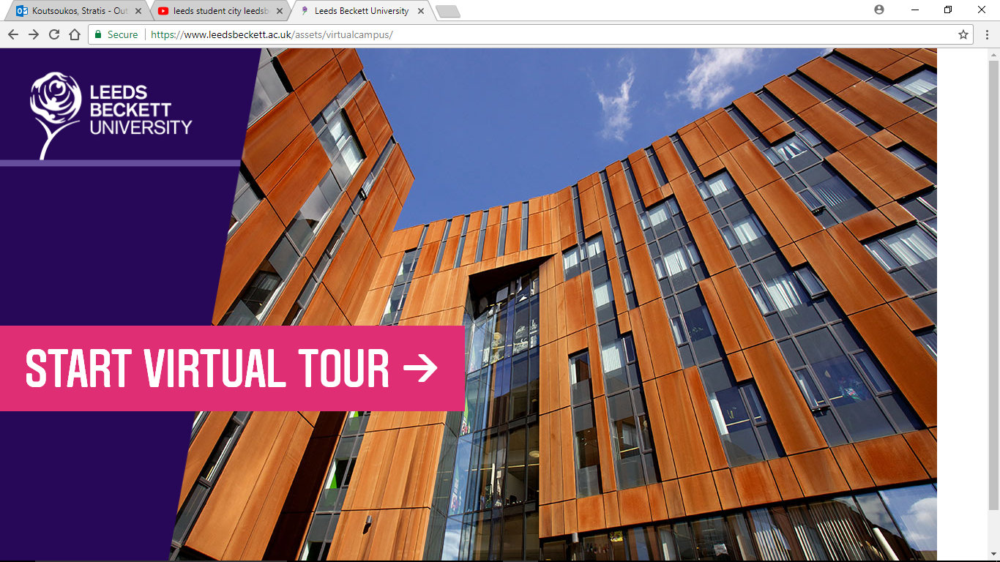 Koutsoukos, Stratis - Out
leeds student city leedsb
Leeds Beckett University
Secure
https://www.leedsbeckett.ac.uk/assets/virtualcampus/
LEEDS
BECKETT
UNIVERSITY
START VIRTUAL TOUR →